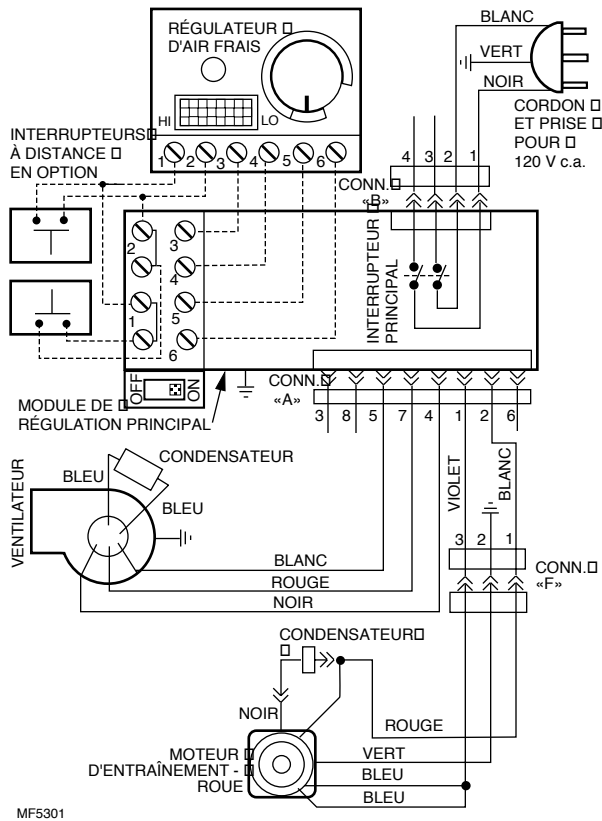 RÉGULATEUR
D'AIR FRAIS
HI
LO
1 2 3 4 5 6
INTERRUPTEURS
À DISTANCE
EN OPTION
BLANC
VERT
NOIR
CORDON
ET PRISE
POUR
120 V c.a.
4 3 2 1
CONN.
«B»
INTERRUPTEUR
PRINCIPAL
2
1
3
4
5
6
OFF
ON
MODULE DE
RÉGULATION PRINCIPAL
CONN.
«A»
3 8 5 7 4 1 2 6
VENTILATEUR
BLEU
CONDENSATEUR
BLEU
BLANC
ROUGE
NOIR
VIOLET
BLANC
3 2 1
CONN.
«F»
CONDENSATEUR
NOIR
ROUGE
MOTEUR
D'ENTRAÎNEMENT -
ROUE
VERT
BLEU
BLEU
MF5301